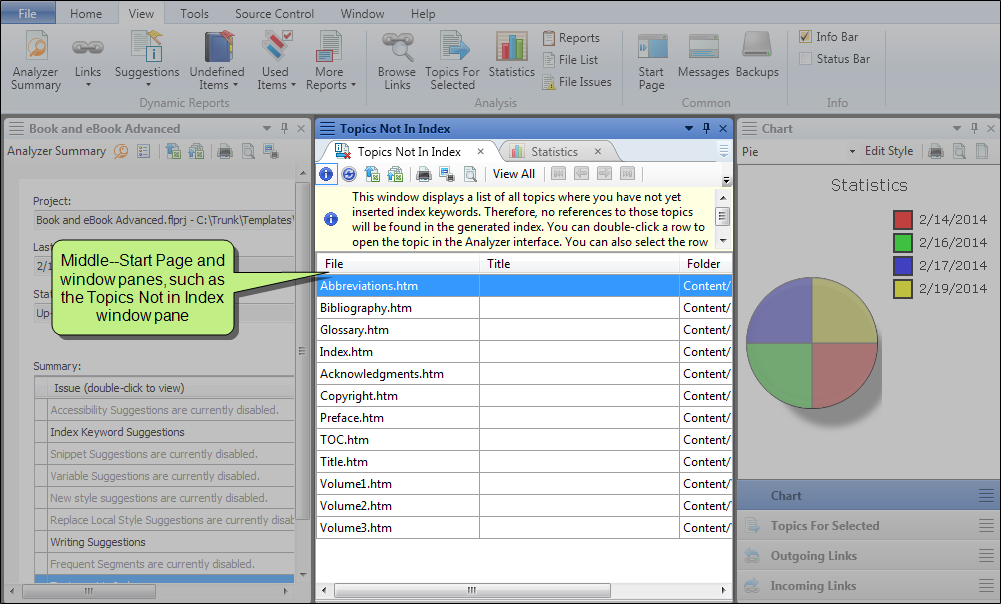 File Home View Tools Source Control Window Help
Analyzer Summary
Links
Suggestions
Undefined Items
Used Items
More Reports
Dynamic Reports
Browse Links
Topics For Selected
Statistics
Reports
File List
File Issues
Analysis
Start Page
Messages
Backups
Common
Info Bar
Status Bar
Info
Book and eBook Advanced
Analyzer Summary
Project:
Book and eBook Advanced.flprj - C:\Trunk\Templates\
Last
2/1
Stat
Up-
Summary:
Issue (double-click to view)
Accessibility Suggestions are currently disabled.
Index Keyword Suggestions
Snippet Suggestions are currently disabled.
Variable Suggestions are currently disabled.
New style suggestions are currently disabled.
Replace Local Style Suggestions are currently disab
Writing Suggestions
Frequent Segments are currently disabled.
Middle--Start Page and
window panes, such as
the Topics Not in Index
window pane
Topics Not In Index
Topics Not In Index
Statistics
View All
This window displays a list of all topics where you have not yet
inserted index keywords. Therefore, no references to those topics
will be found in the generated index. You can double-click a row to
open the topic in the Analyzer interface. You can also select the row
File Title Folder
Abbreviations.htm Content/
Bibliography.htm Content/
Glossary.htm Content/
Index.htm Content/
Acknowledgments.htm Content/
Copyright.htm Content/
Preface.htm Content/
TOC.htm Content/
Title.htm Content/
Volume1.htm Content/
Volume2.htm Content/
Volume3.htm Content/
Chart
Pie
Edit Style
Statistics
2/14/2014
2/16/2014
2/17/2014
2/19/2014
Chart
Topics For Selected
Outgoing Links
Incoming Links